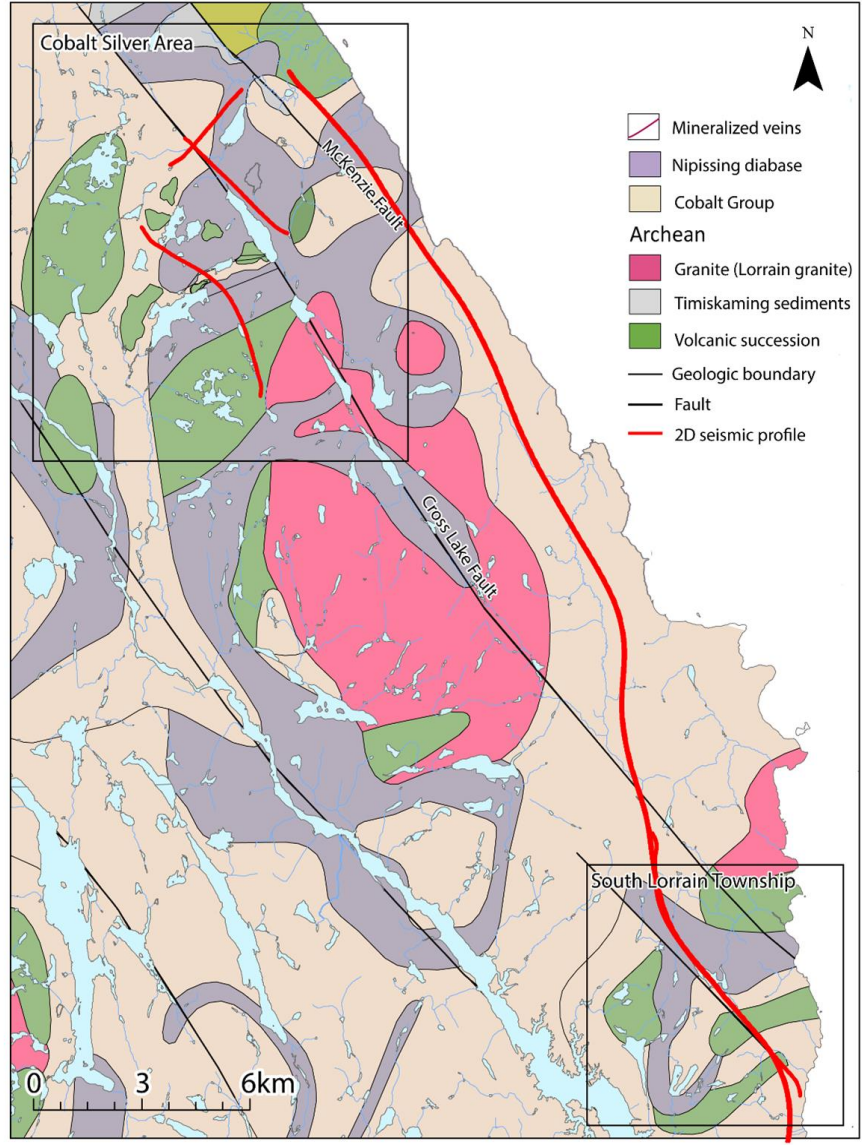 Cobalt Silver Area
N
Mineralized veins
Nipissing diabase
Cobalt Group
Archean
Granite (Lorrain granite)
Timiskaming sediments
Volcanic succession
Geologic boundary
Fault
2D seismic profile
McKenzie Fault
Cross Lake Fault
South Lorrain Township
0 3 6km